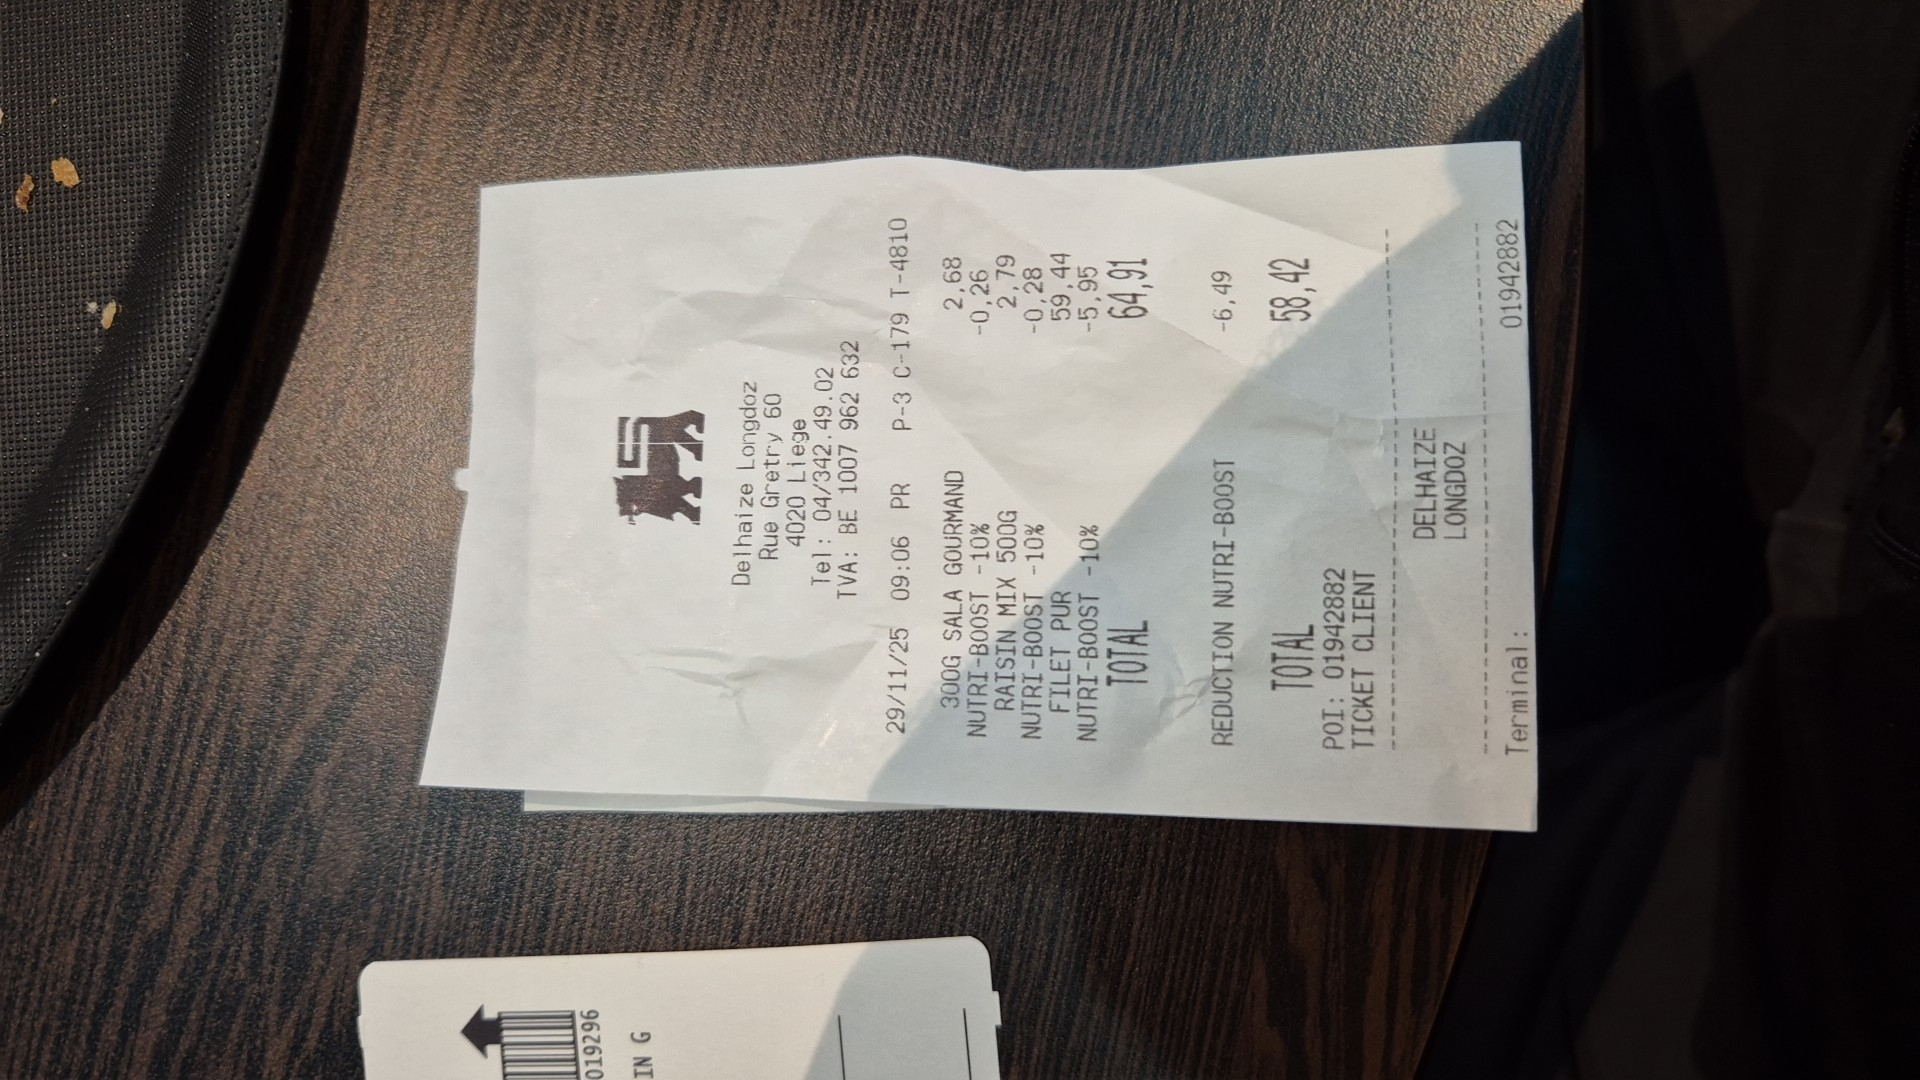 Delhaize Longdoz
Rue Gretry 60
4020 Liege
Tel: 04/342.49.02
TVA: BE 1007 962 632
29/11/25 09:06 PR P-3 C-179 T-4810
300G SALA GOURMAND 2,68
NUTRI-BOOST -10% -0,26
RAISIN MIX 500G 2,79
NUTRI-BOOST -10% -0,28
FILET PUR 59,44
NUTRI-BOOST -10% -5,95
TOTAL 64,91
REDUCTION NUTRI-BOOST -6,49
TOTAL 58,42
POI: 01942882
TICKET CLIENT
DELHAIZE
LONGDOZ
Terminal: 01942882
019296
IN G